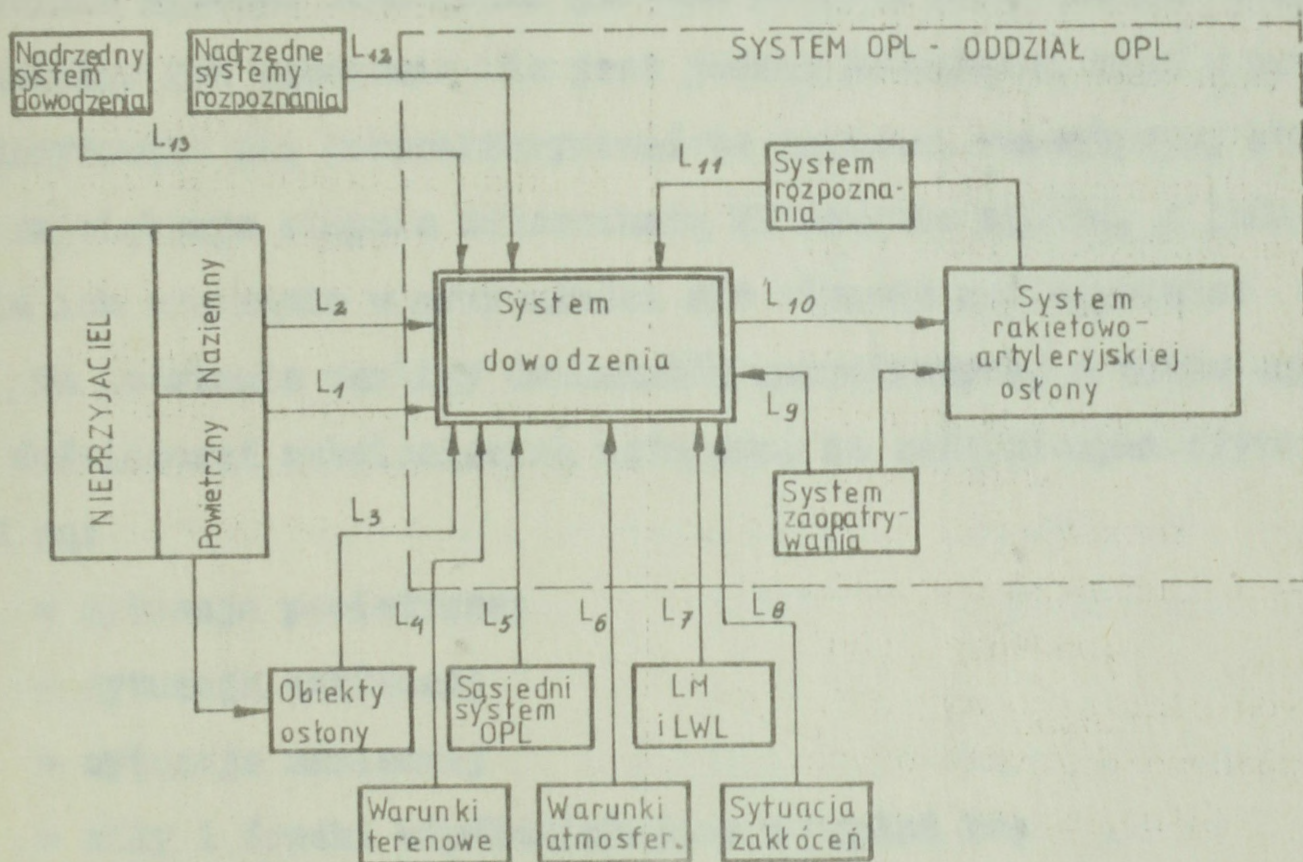 Nadrzędny
system
dowodzenia
Nadrzędne
systemy
rozpoznania
L12
SYSTEM OPL - ODDZIAŁ OPL
L13
L11
System
rozpozna-
nia
NIEPRZYJACIEL
Naziemny
Powietrzny
L2
L1
System
dowodzenia
L10
System
rakietowo-
artyleryjskiej
osłony
L9
System
zaopatry-
wania
L3
L4
L5
L6
L7
L8
Obiekty
osłony
Sąsjedni
system
OPL
LM
i LWL
Warunki
terenowe
Warunki
atmosfer.
Sytuacja
zakłóceń